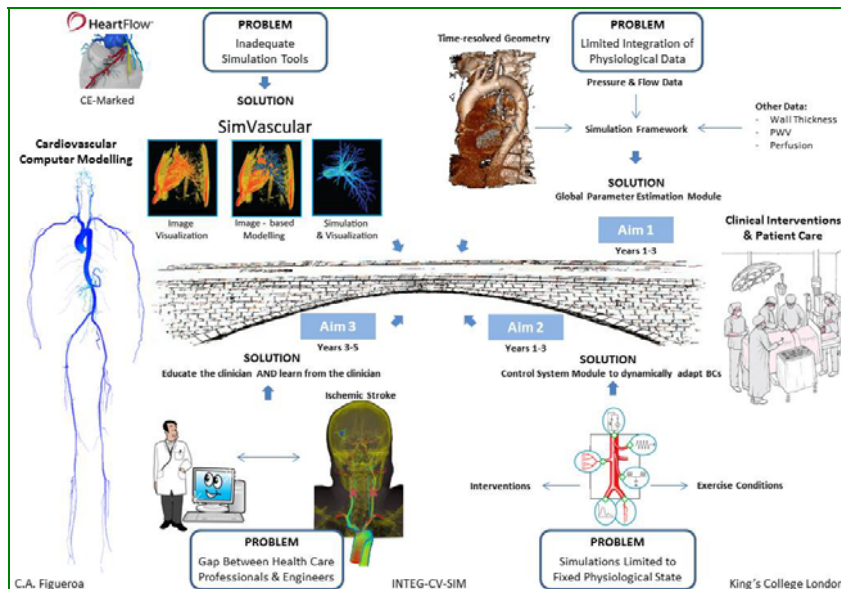 HeartFlow
CE-Marked
PROBLEM
Inadequate
Simulation Tools
SOLUTION
SimVascular
Image
Visualization
Image - based
Modelling
Simulation
& Visualization
Cardiovascular
Computer Modelling
Time-resolved Geometry
PROBLEM
Limited Integration of
Physiological Data
Pressure & Flow Data
Simulation Framework
Other Data:
- Wall Thickness
- PWV
- Perfusion
SOLUTION
Global Parameter Estimation Module
Aim 1
Years 1-3
Clinical Interventions
& Patient Care
Aim 3
Years 3-5
SOLUTION
Educate the clinician AND learn from the clinician
Ischemic Stroke
PROBLEM
Gap Between Health Care
Professionals & Engineers
Aim 2
Years 1-3
SOLUTION
Control System Module to dynamically adapt BCs
Interventions
Exercise Conditions
PROBLEM
Simulations Limited to
Fixed Physiological State
C.A. Figueroa
INTEG-CV-SIM
King´s College London